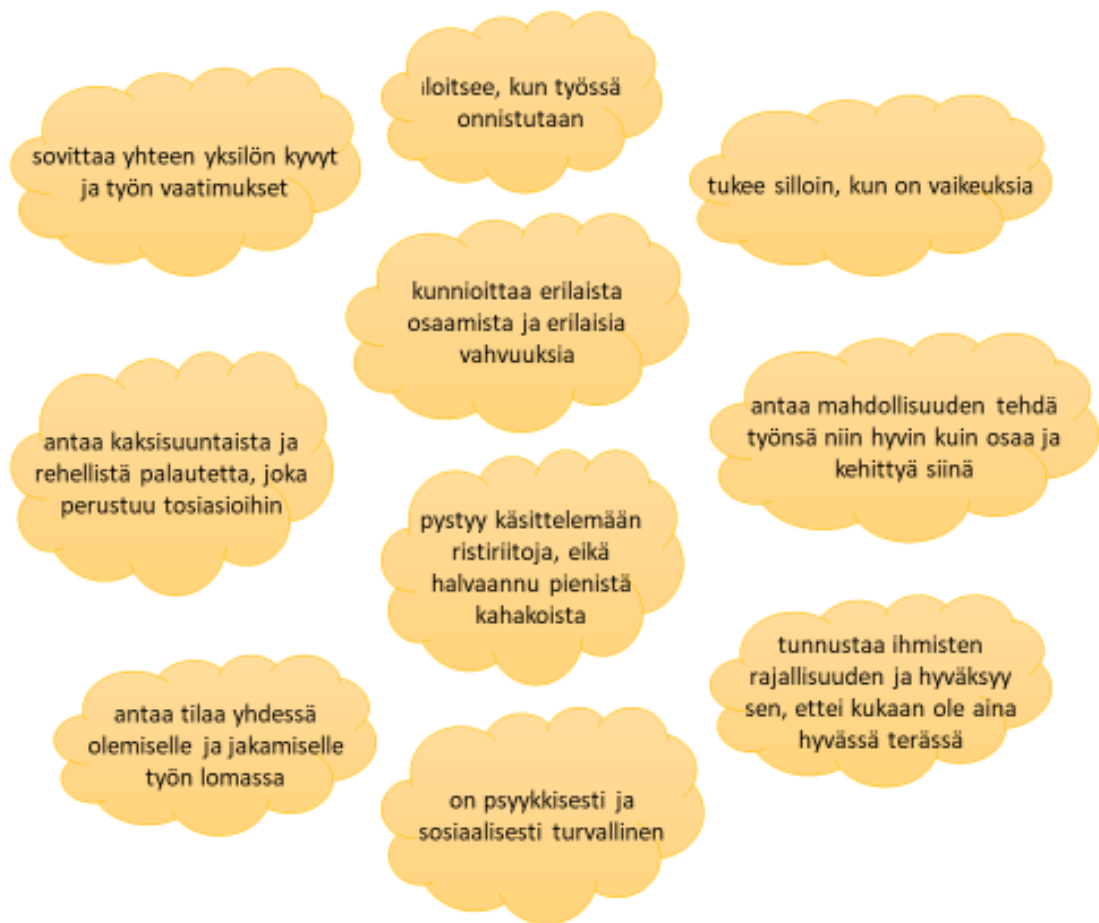 iloitsee, kun työssä
onnistutaan
sovittaa yhteen yksilön kyvyt
ja työn vaatimukset
tukee silloin, kun on vaikeuksia
kunnioittaa erilaista
osaamista ja erilaisia
vahvuuksia
antaa kaksisuuntaista ja
rehellistä palautetta, joka
perustuu tosiasioihin
antaa mahdollisuuden tehdä
työnsä niin hyvin kuin osaa ja
kehittyä siinä
pystyy käsittelemään
ristiriitoja, eikä
halvaannu pienistä
kahakoista
antaa tilaa yhdessä
olemiselle ja jakamiselle
työn lomassa
tunnustaa ihmisten
rajallisuuden ja hyväksyy
sen, ettei kukaan ole aina
hyvässä terässä
on psyykkisesti ja
sosiaalisesti turvallinen